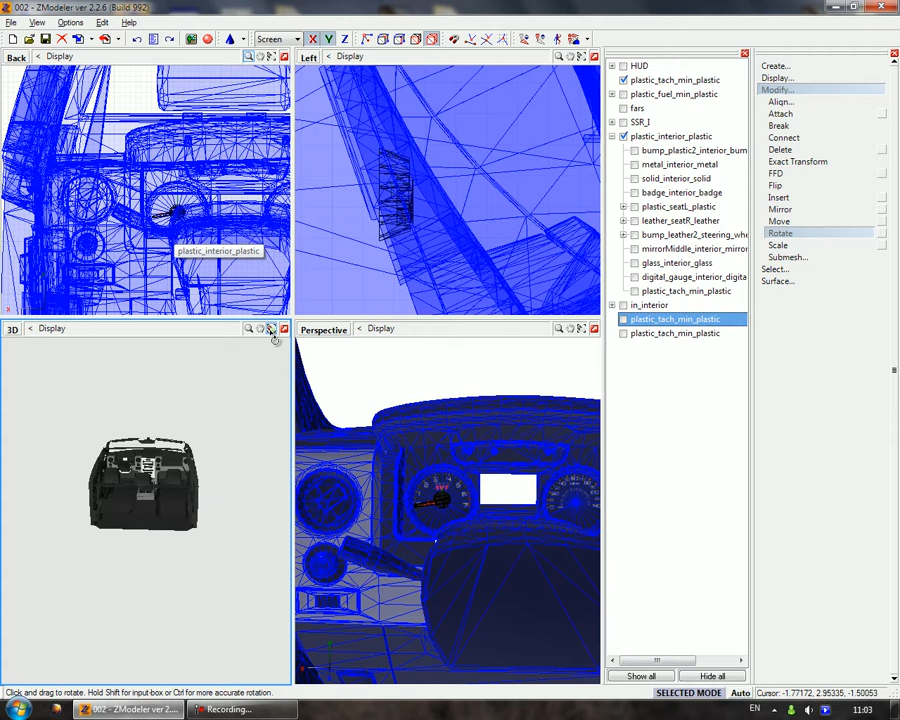 002 - ZModeler ver 2.2.6 (Build 992)
File View Options Edit Help
Screen X Y Z
Back < Display
Left < Display
plastic_interior_plastic
3D < Display
Perspective < Display
HUD
plastic_tach_min_plastic
plastic_fuel_min_plastic
fars
SSR_I
plastic_interior_plastic
bump_plastic2_interior_bum
metal_interior_metal
solid_interior_solid
badge_interior_badge
plastic_seatL_plastic
leather_seatR_leather
bump_leather2_steering_whe
mirrorMiddle_interior_mirror
glass_interior_glass
digital_gauge_interior_digita
plastic_tach_min_plastic
in_interior
plastic_tach_min_plastic
plastic_tach_min_plastic
Show all Hide all
Create...
Display...
Modify...
Align...
Attach
Break
Connect
Delete
Exact Transform
FFD
Flip
Insert
Mirror
Move
Rotate
Scale
Submesh...
Select...
Surface...
Click and drag to rotate. Hold Shift for input-box or Ctrl for more accurate rotation.
SELECTED MODE Auto Cursor: -1.77172, 2.95335, -1.50053
002 - ZModeler ver 2....
Recording...
EN 11:03